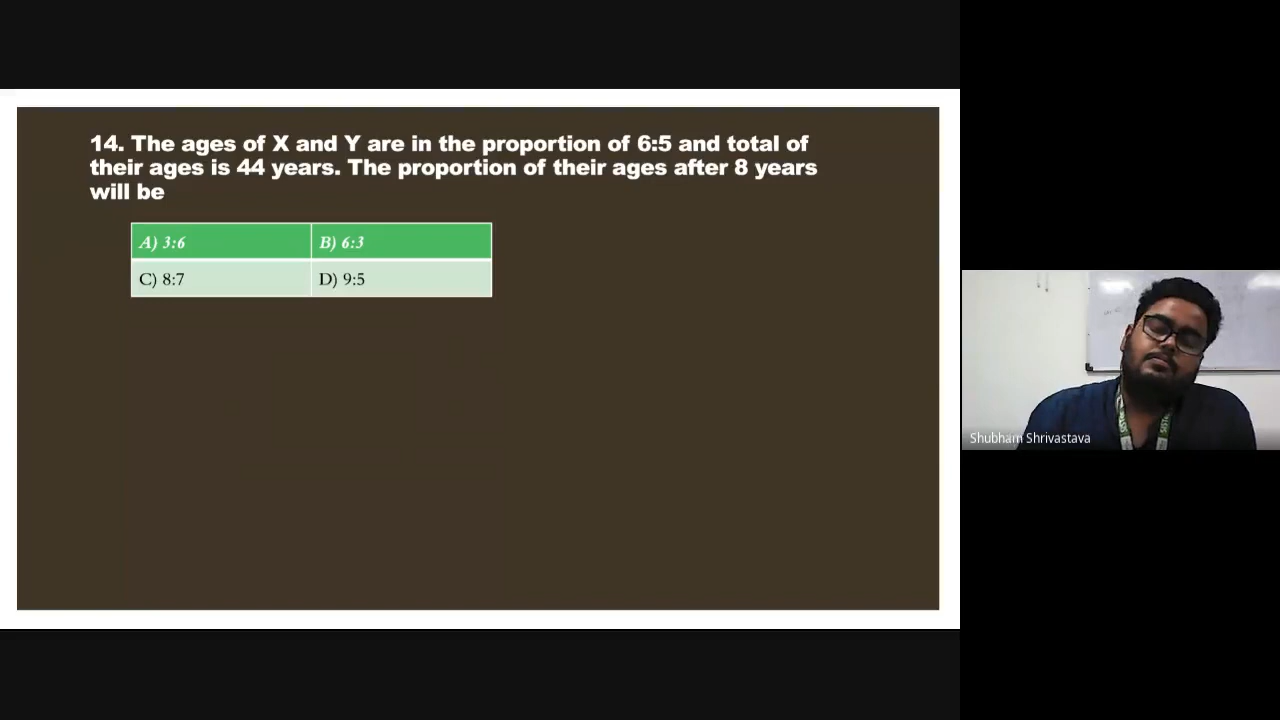 14. The ages of X and Y are in the proportion of 6:5 and total of
their ages is 44 years. The proportion of their ages after 8 years
will be
A) 3:6
B) 6:3
C) 8:7
D) 9:5
Shubham Shrivastava